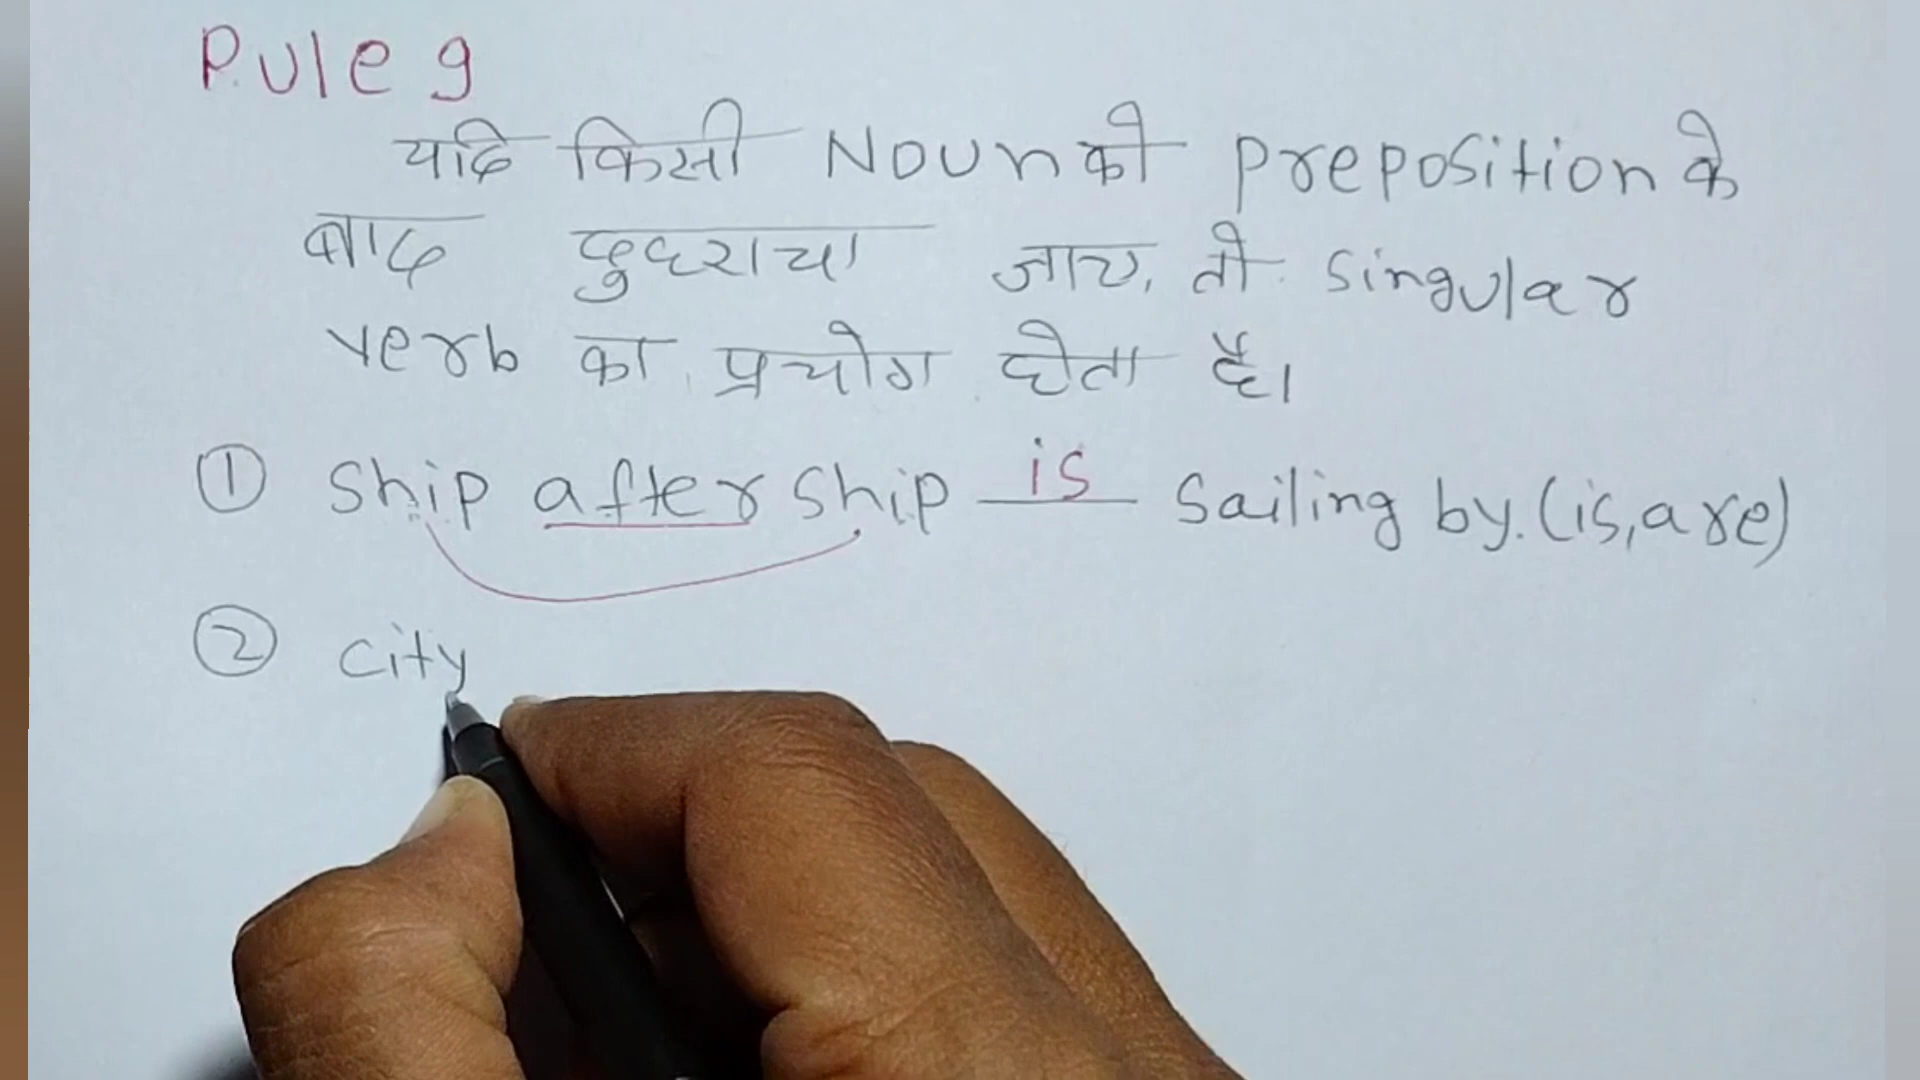 Rule 9
यदि किसी Noun को preposition के
बाद दुहराया जाए, तो singular
verb का प्रयोग होता है।
① Ship after ship is sailing by. (is, are)
② city